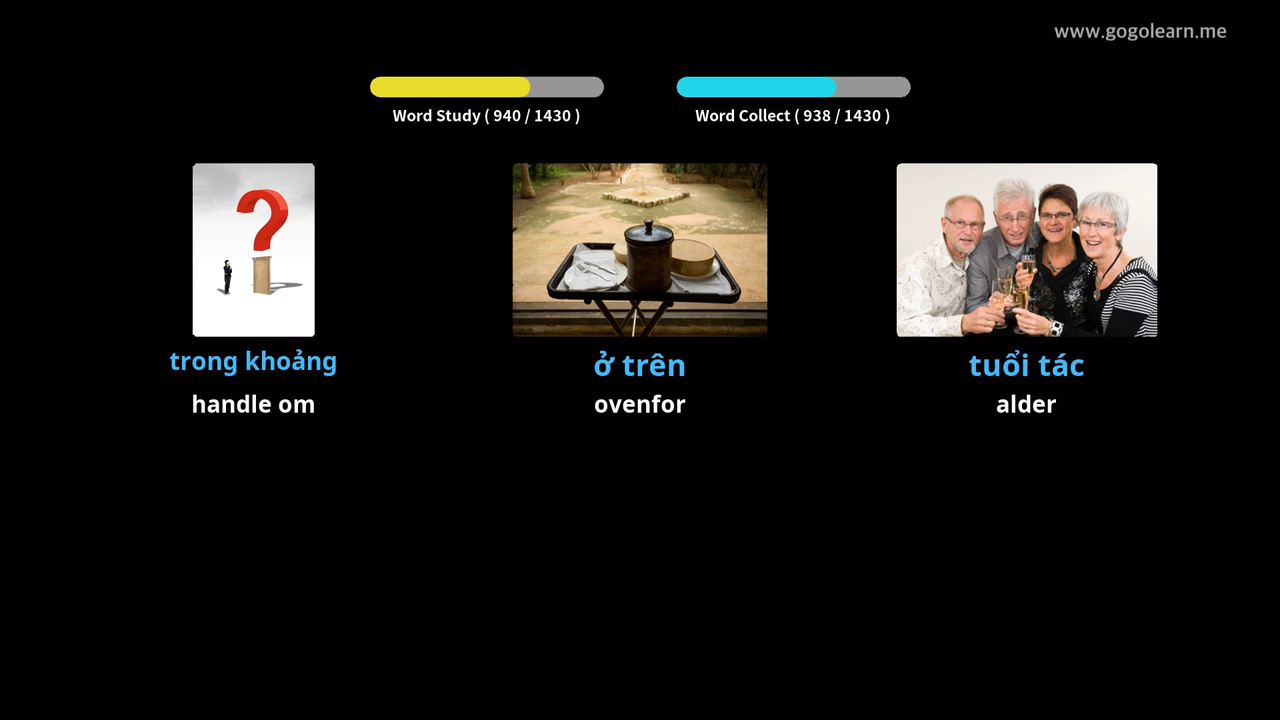 www.gogolearn.me
Word Study ( 940 / 1430 )
Word Collect ( 938 / 1430 )
trong khoảng
handle om
ở trên
ovenfor
tuổi tác
alder